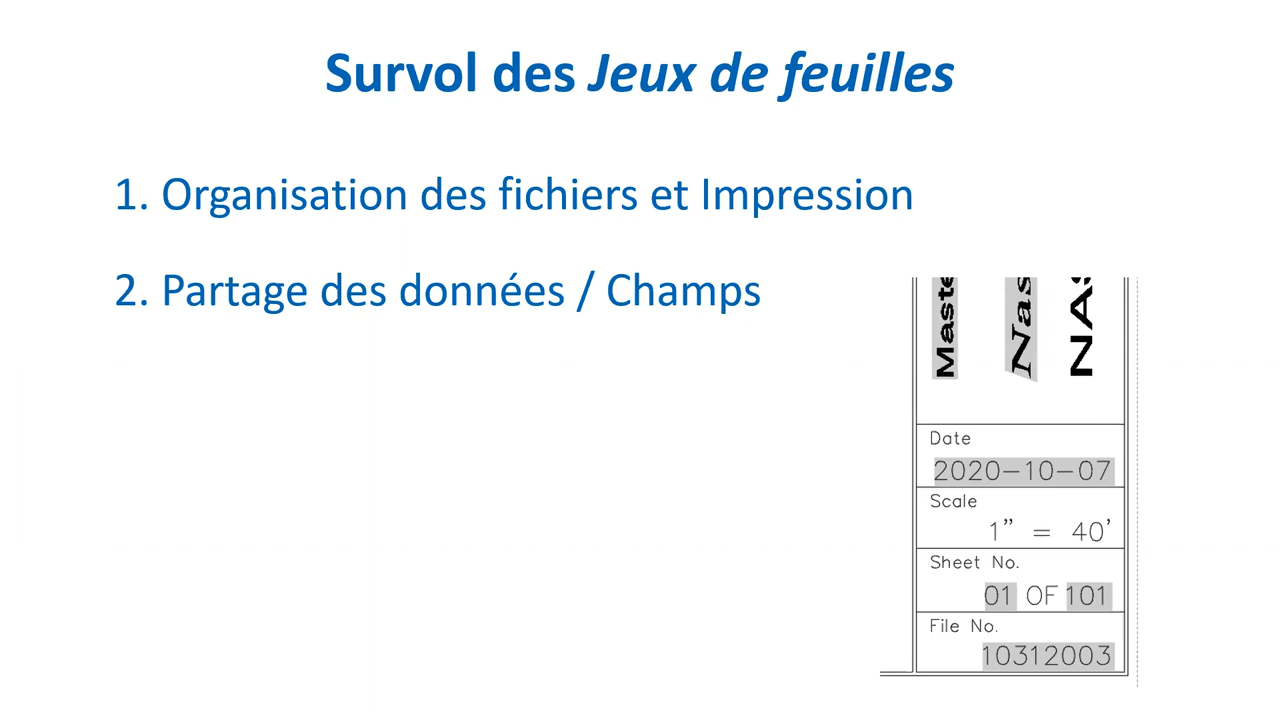 Survol des Jeux de feuilles
1. Organisation des fichiers et Impression
2. Partage des données / Champs
Date
2020-10-07
Scale
1” = 40’
Sheet No.
01 OF 101
File No.
10312003